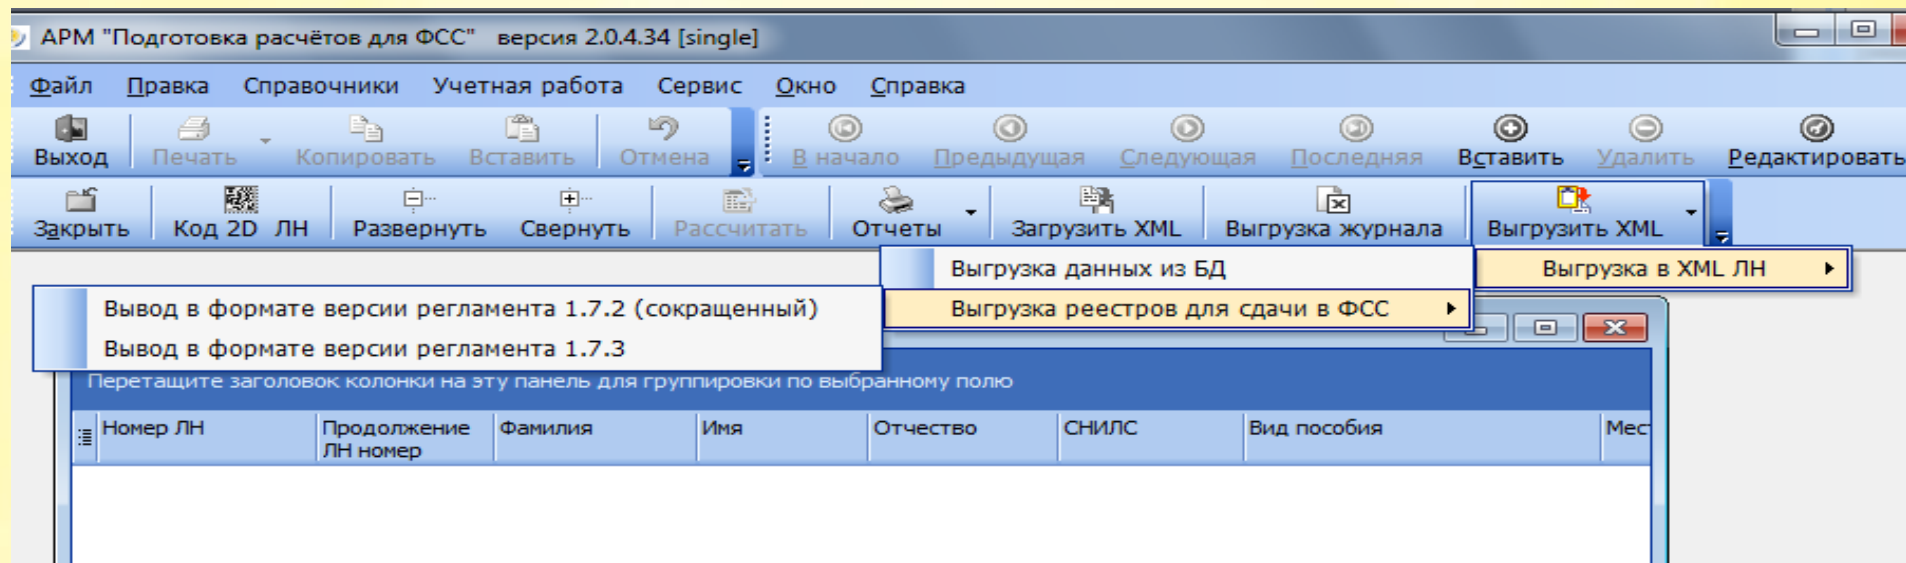 АРМ "Подготовка расчётов для ФСС" версия 2.0.4.34 [single]
Файл Правка Справочники Учетная работа Сервис Окно Справка
Выход Печать Копировать Вставить Отмена В начало Предыдущая Следующая Последняя Вставить Удалить Редактировать
Закрыть Код 2D ЛН Развернуть Свернуть Рассчитать Отчеты Загрузить XML Выгрузка журнала Выгрузить XML
Выгрузка данных из БД Выгрузка в XML ЛН
Вывод в формате версии регламента 1.7.2 (сокращенный) Выгрузка реестров для сдачи в ФСС
Вывод в формате версии регламента 1.7.3
Перетащите заголовок колонки на эту панель для группировки по выбранному полю
Номер ЛН Продолжение Фамилия Имя Отчество СНИЛС Вид пособия Мес
ЛН номер